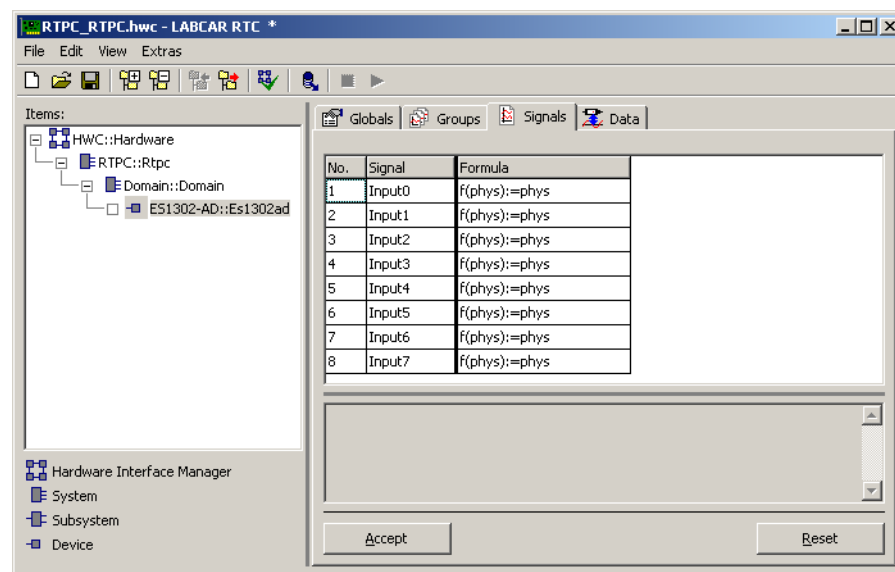 RTPC_RTPC.hwc - LABCAR RTC *
File Edit View Extras
Items:
HWC::Hardware
RTPC::Rtpc
Domain::Domain
ES1302-AD::Es1302ad
Hardware Interface Manager
System
Subsystem
Device
Globals Groups Signals Data
No. Signal Formula
1 Input0 f(phys):=phys
2 Input1 f(phys):=phys
3 Input2 f(phys):=phys
4 Input3 f(phys):=phys
5 Input4 f(phys):=phys
6 Input5 f(phys):=phys
7 Input6 f(phys):=phys
8 Input7 f(phys):=phys
Accept Reset